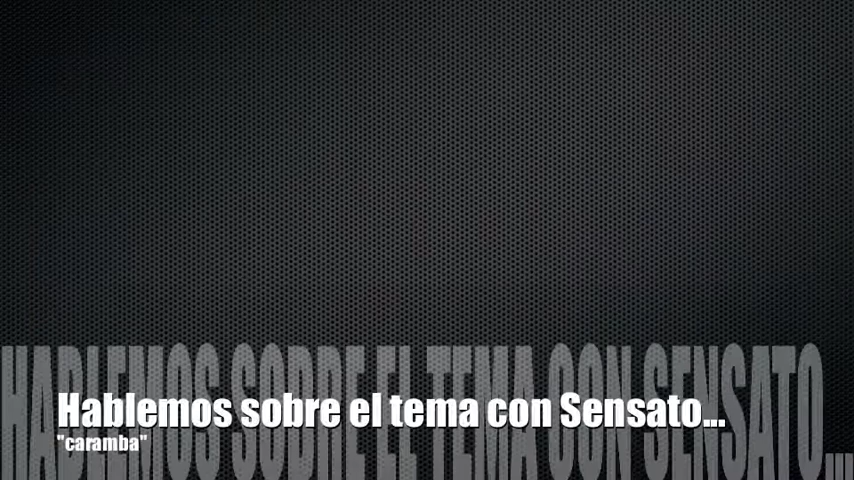 HABLEMOS SOBRE EL TEMA CON SENSATO...
Hablemos sobre el tema con Sensato...
"caramba"